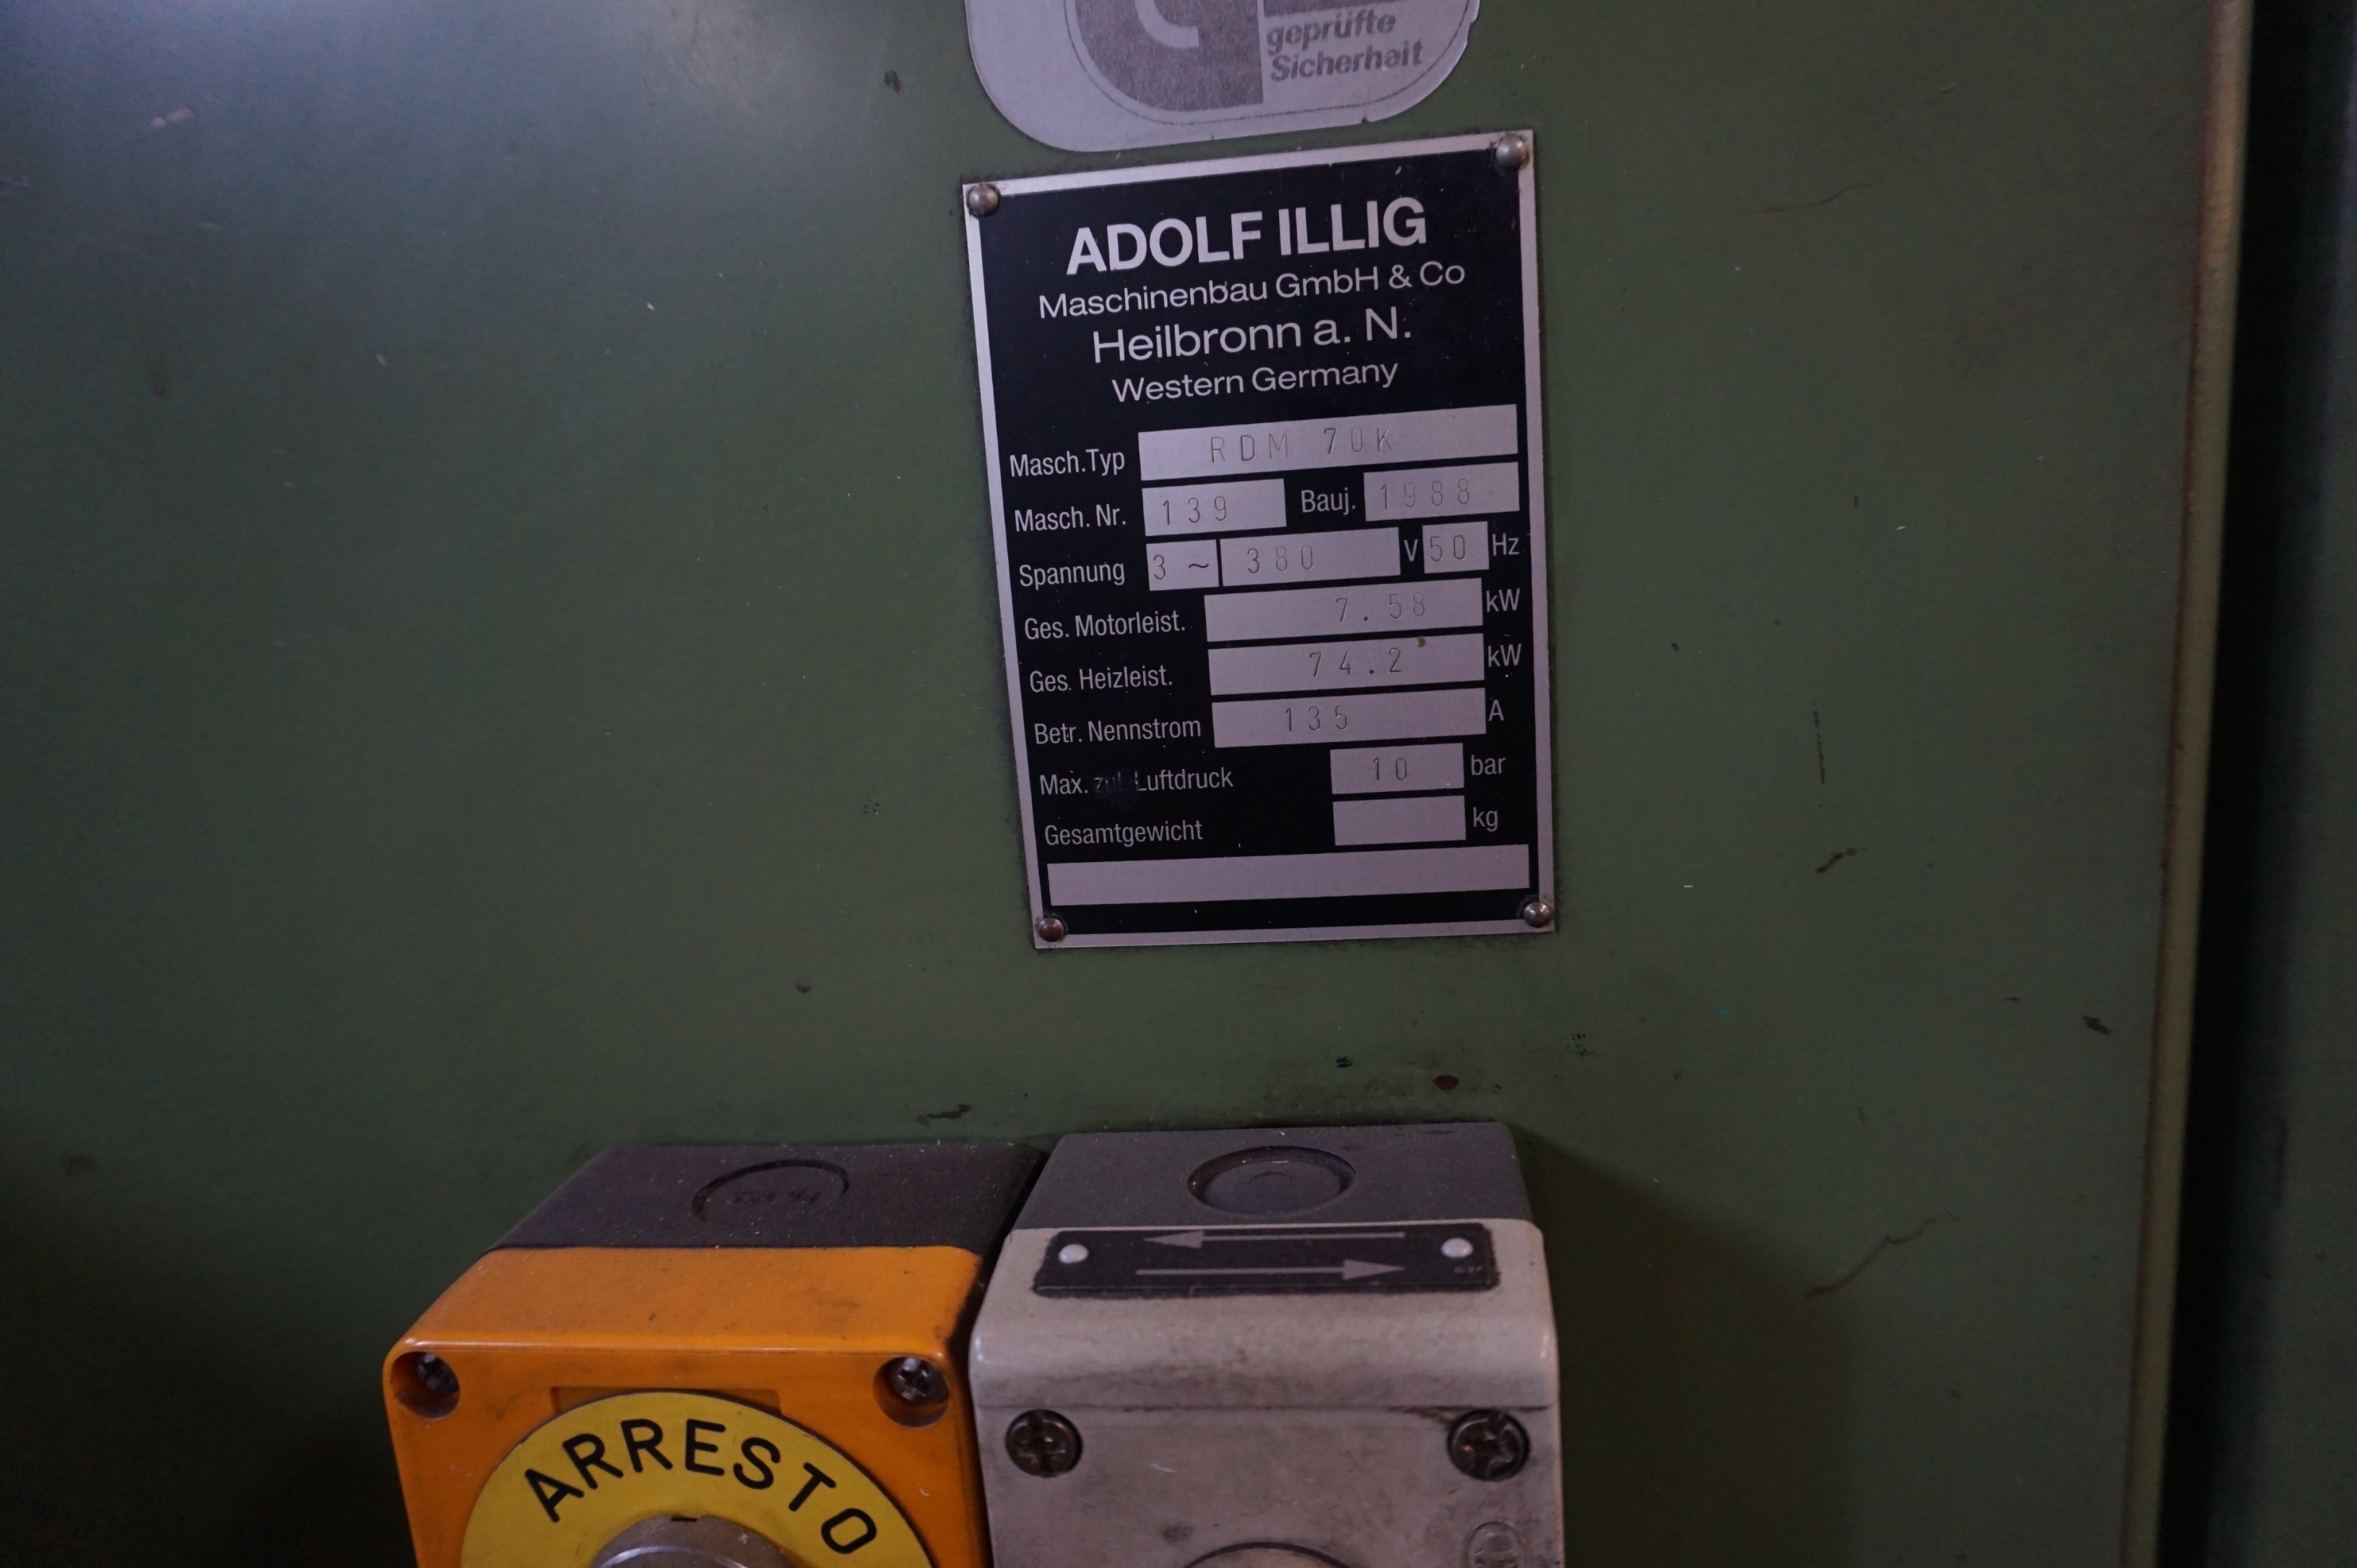 geprüfte
Sicherheit
ADOLF ILLIG
Maschinenbau GmbH & Co
Heilbronn a. N.
Western Germany
Masch.Typ RDM 70K
Masch. Nr. 139 Bauj. 1988
Spannung 3 ~ 380 V 50 Hz
Ges. Motorleist. 7.58 kW
Ges. Heizleist. 74.2 kW
Betr. Nennstrom 135 A
Max. zul. Luftdruck 10 bar
Gesamtgewicht kg
ARRESTO